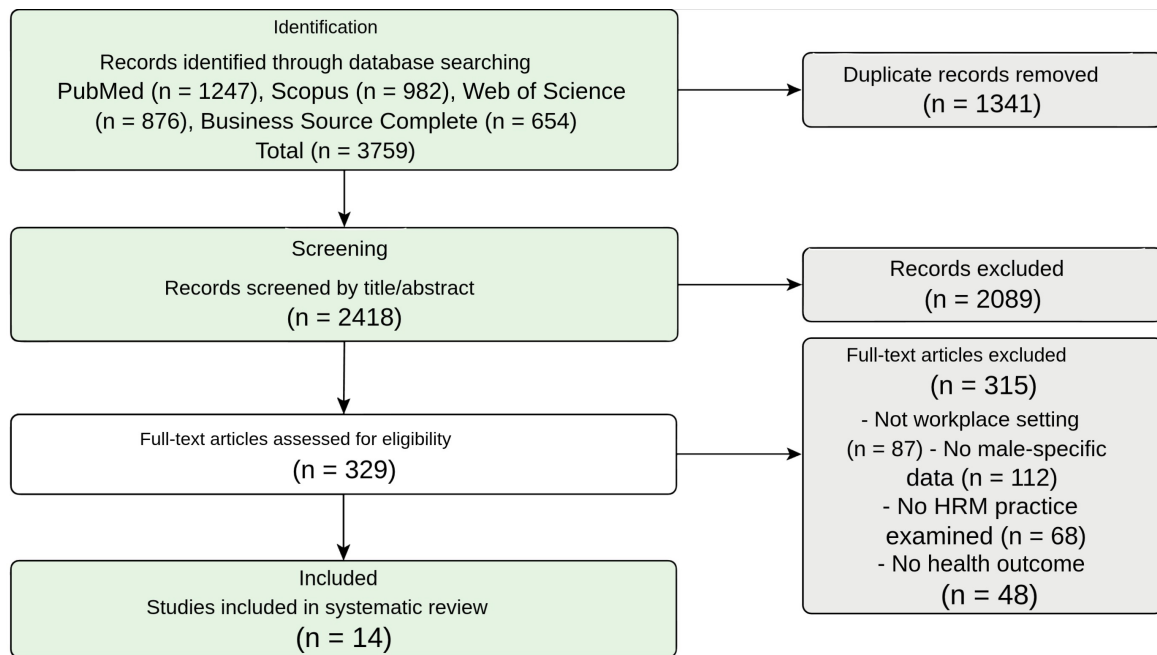 Identification
Records identified through database searching
PubMed (n = 1247), Scopus (n = 982), Web of Science
(n = 876), Business Source Complete (n = 654)
Total (n = 3759)
Duplicate records removed
(n = 1341)
Screening
Records screened by title/abstract
(n = 2418)
Records excluded
(n = 2089)
Full-text articles assessed for eligibility
(n = 329)
Full-text articles excluded
(n = 315)
- Not workplace setting
(n = 87) - No male-specific
data (n = 112)
- No HRM practice
examined (n = 68)
- No health outcome
(n = 48)
Included
Studies included in systematic review
(n = 14)